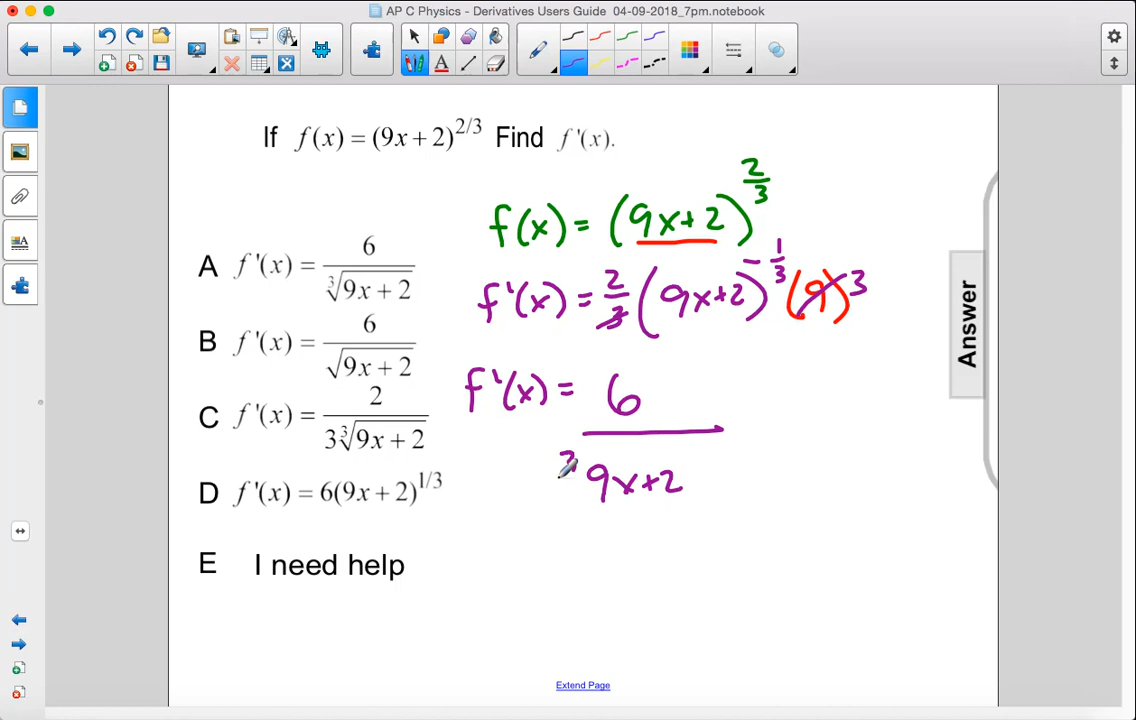 AP C Physics - Derivatives Users Guide 04-09-2018_7pm.notebook
If f(x) = (9x + 2)^{2/3} Find f '(x).
f(x) = (9x+2)^{2/3}
A f '(x) = 6 / ∛(9x + 2)
f'(x) = 2/3 (9x+2)^{-1/3} (9) 3
B f '(x) = 6 / √(9x + 2)
f'(x) = 6 / 3 9x+2
C f '(x) = 2 / 3∛(9x + 2)
D f '(x) = 6(9x + 2)^{1/3}
E I need help
Answer
Extend Page